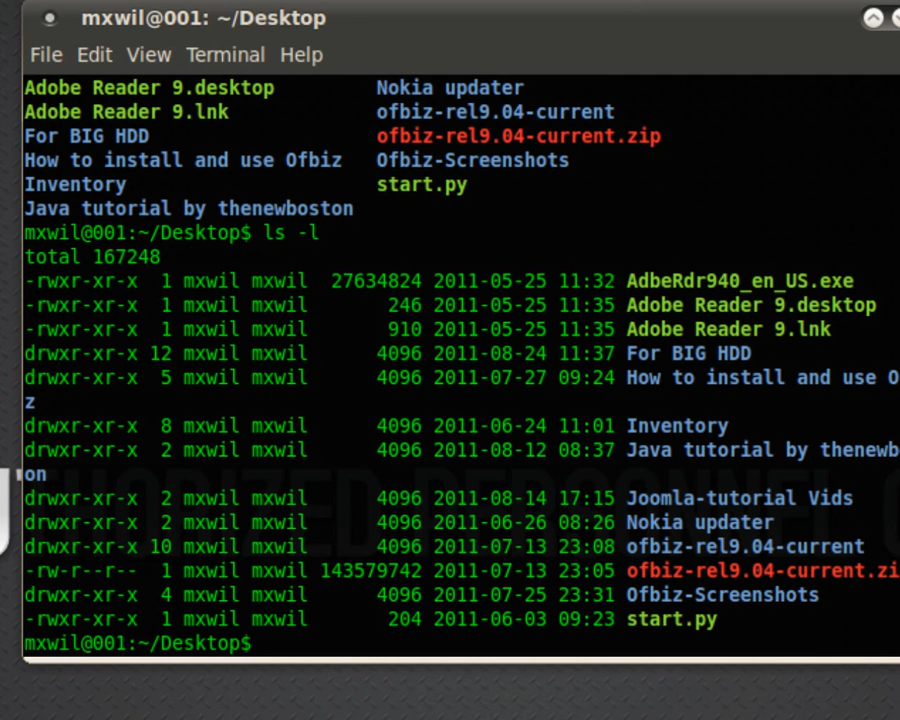 mxwil@001: ~/Desktop
File Edit View Terminal Help
Adobe Reader 9.desktop Nokia updater
Adobe Reader 9.lnk ofbiz-rel9.04-current
For BIG HDD ofbiz-rel9.04-current.zip
How to install and use Ofbiz Ofbiz-Screenshots
Inventory start.py
Java tutorial by thenewboston
mxwil@001:~/Desktop$ ls -l
total 167248
-rwxr-xr-x 1 mxwil mxwil 27634824 2011-05-25 11:32 AdbeRdr940_en_US.exe
-rwxr-xr-x 1 mxwil mxwil 246 2011-05-25 11:35 Adobe Reader 9.desktop
-rwxr-xr-x 1 mxwil mxwil 910 2011-05-25 11:35 Adobe Reader 9.lnk
drwxr-xr-x 12 mxwil mxwil 4096 2011-08-24 11:37 For BIG HDD
drwxr-xr-x 5 mxwil mxwil 4096 2011-07-27 09:24 How to install and use O
z
drwxr-xr-x 8 mxwil mxwil 4096 2011-06-24 11:01 Inventory
drwxr-xr-x 2 mxwil mxwil 4096 2011-08-12 08:37 Java tutorial by thenewb
on
drwxr-xr-x 2 mxwil mxwil 4096 2011-08-14 17:15 Joomla-tutorial Vids
drwxr-xr-x 2 mxwil mxwil 4096 2011-06-26 08:26 Nokia updater
drwxr-xr-x 10 mxwil mxwil 4096 2011-07-13 23:08 ofbiz-rel9.04-current
-rw-r--r-- 1 mxwil mxwil 143579742 2011-07-13 23:05 ofbiz-rel9.04-current.zi
drwxr-xr-x 4 mxwil mxwil 4096 2011-07-25 23:31 Ofbiz-Screenshots
-rwxr-xr-x 1 mxwil mxwil 204 2011-06-03 09:23 start.py
mxwil@001:~/Desktop$